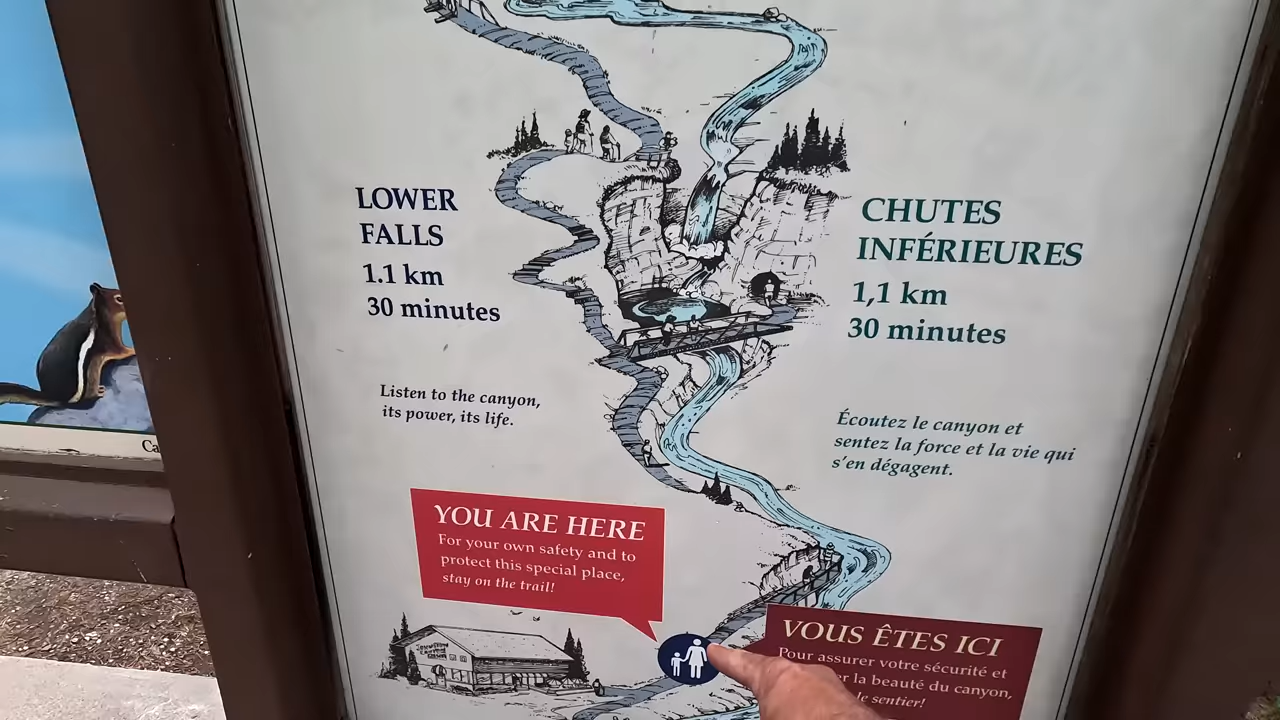 LOWER
FALLS
1.1 km
30 minutes
Listen to the canyon,
its power, its life.
CHUTES
INFÉRIEURES
1,1 km
30 minutes
Écoutez le canyon et
sentez la force et la vie qui
s'en dégagent.
YOU ARE HERE
For your own safety and to
protect this special place,
stay on the trail!
VOUS ÊTES ICI
Pour assurer votre sécurité et
la beauté du canyon,
le sentier!